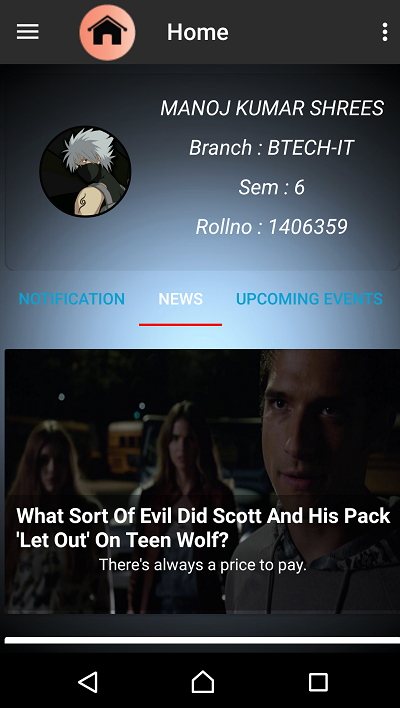 Home
MANOJ KUMAR SHREES
Branch : BTECH-IT
Sem : 6
Rollno : 1406359
NOTIFICATION NEWS UPCOMING EVENTS
What Sort Of Evil Did Scott And His Pack
'Let Out' On Teen Wolf?
There's always a price to pay.